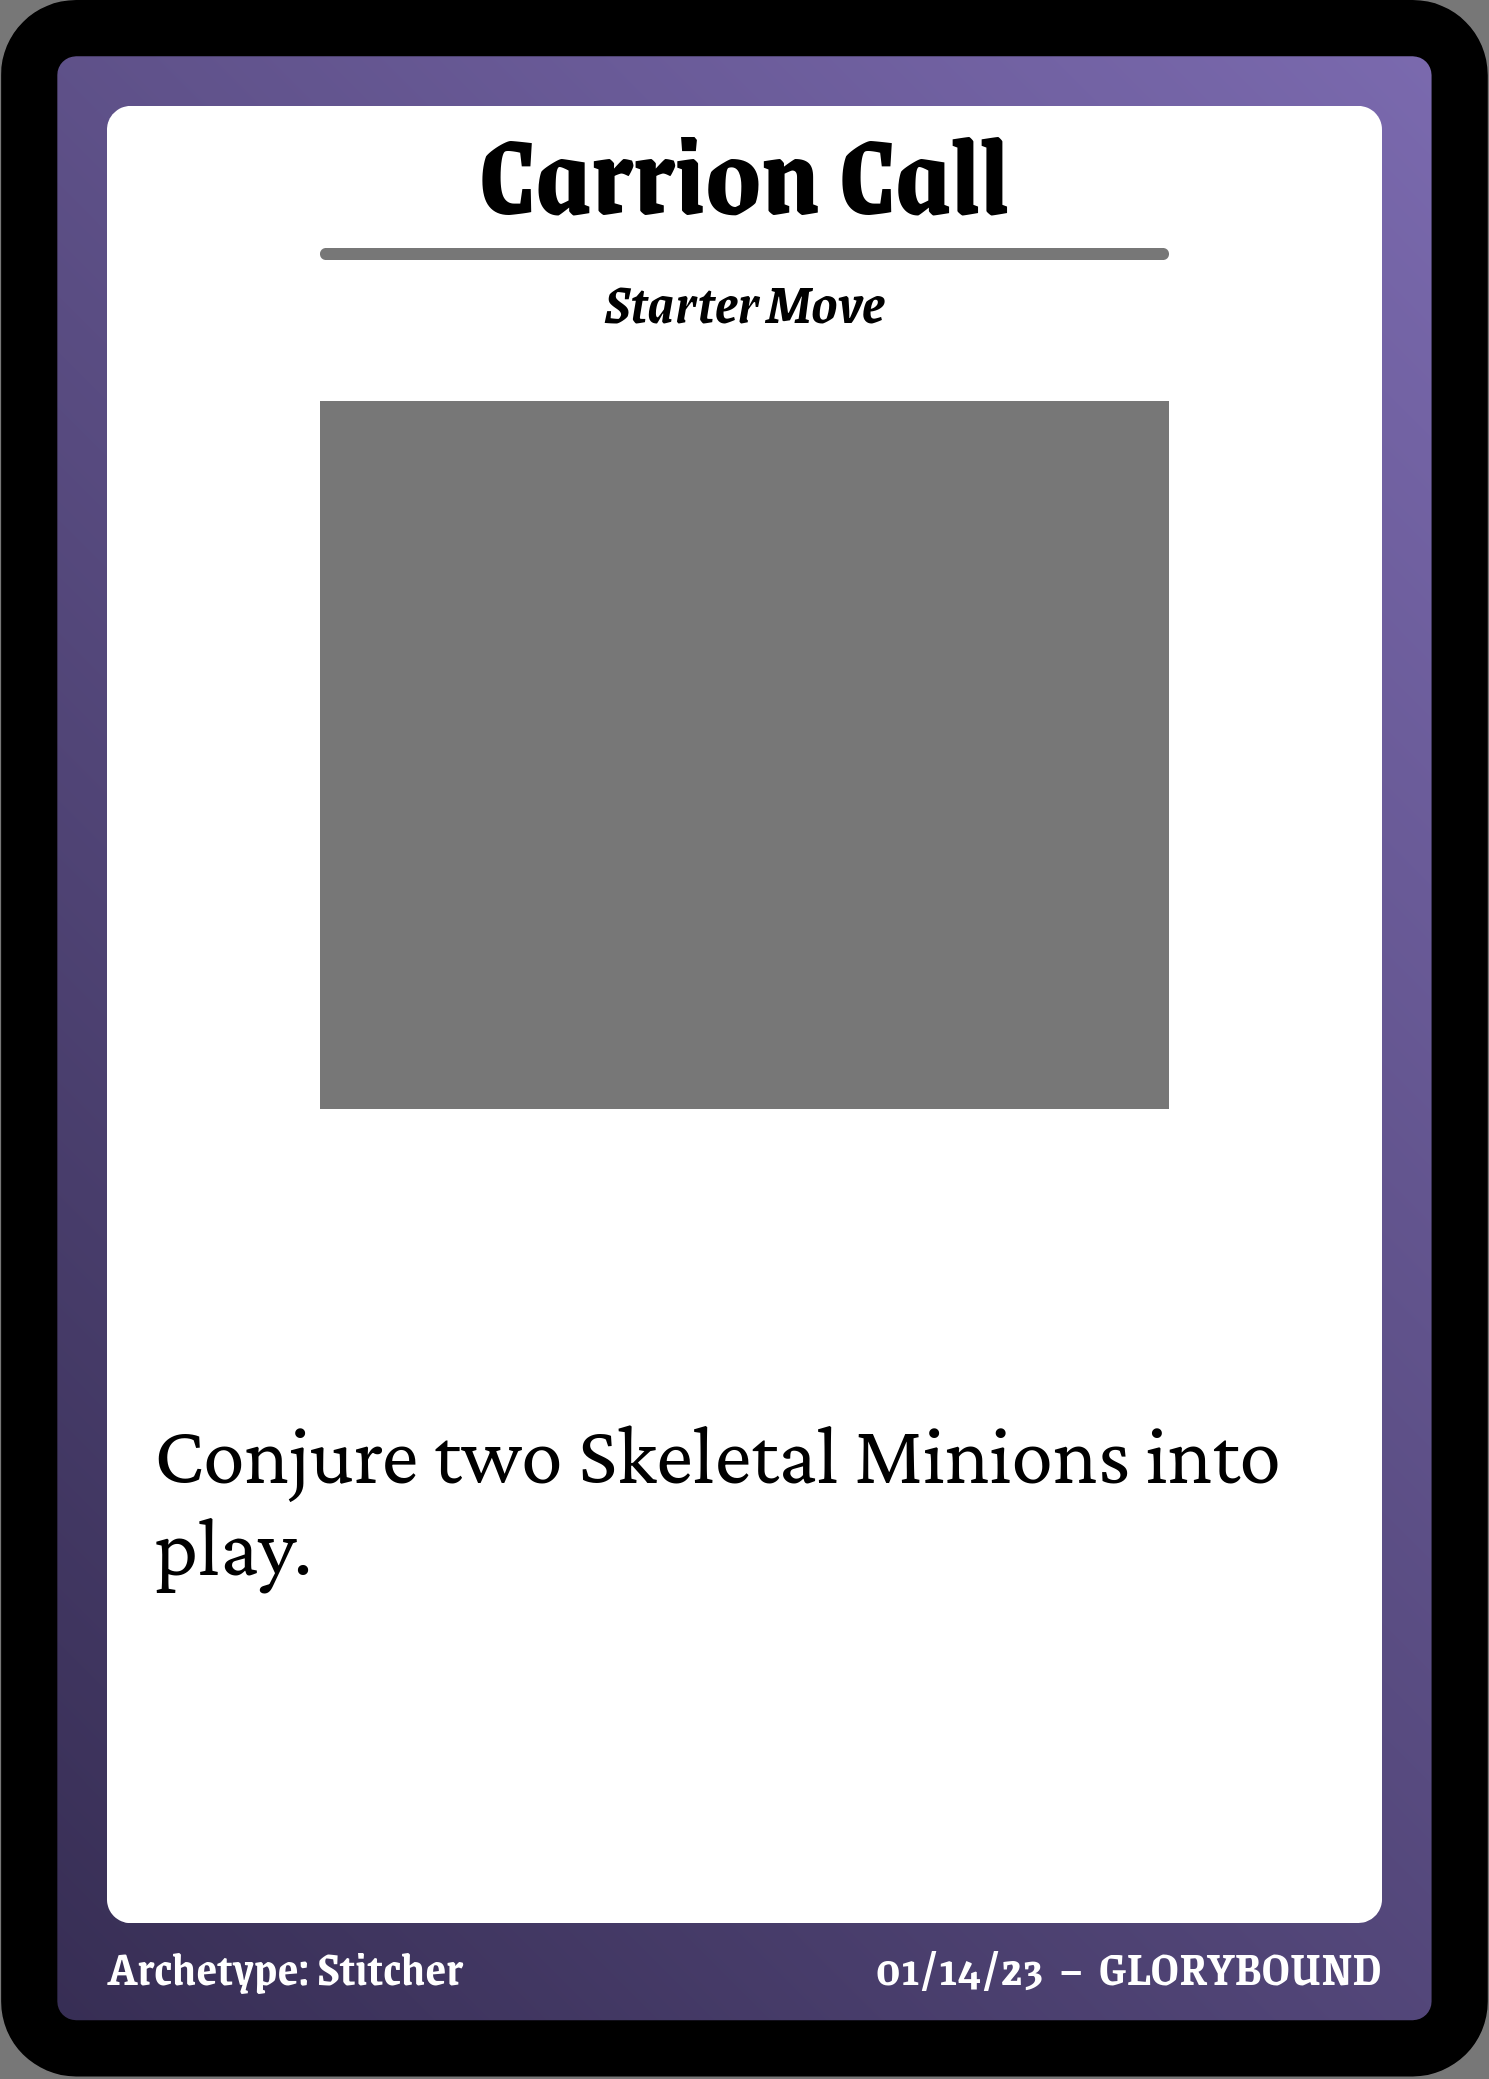 Carrion Call
Starter Move
Conjure two Skeletal Minions into
play.
Archetype: Stitcher
01/14/23 – GLORYBOUND